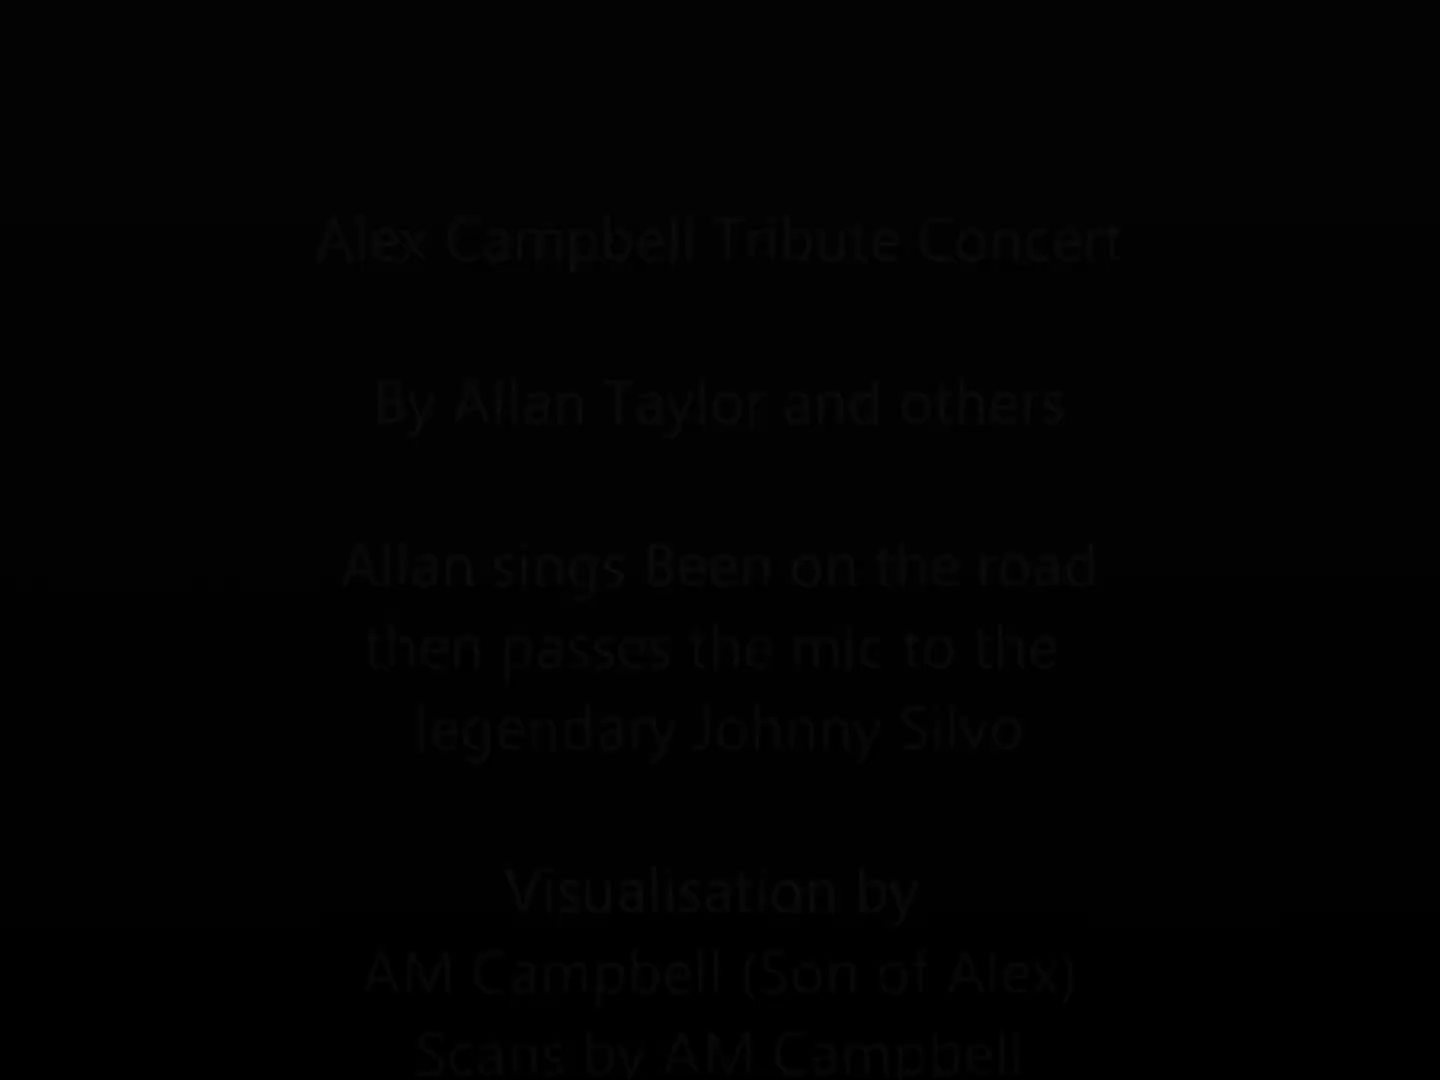 Alex Campbell Tribute Concert
By Allan Taylor and others
Allan sings Been on the road
then passes the mic to the
legendary Johnny Silvo
Visualisation by
AM Campbell (Son of Alex)
Scans by AM Campbell